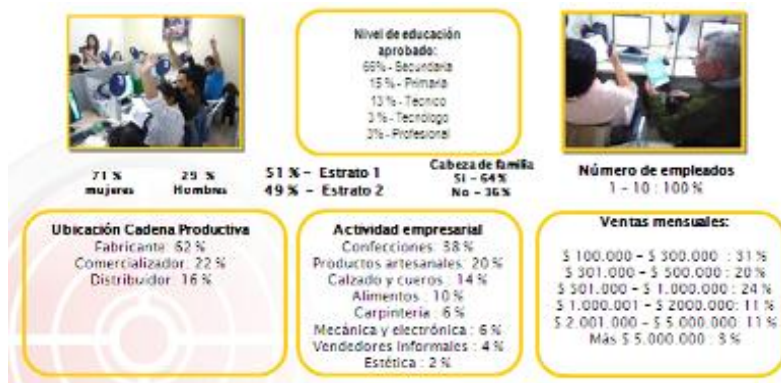 Nivel de educación
aprobado:
66% - Secundaria
15% - Primaria
13% - Tecnico
3% - Tecnólogo
3% - Profesional
71 %
mujeres
29 %
Hombres
51 % - Estrato 1
49 % - Estrato 2
Cabeza de familia
Si - 64%
No - 36%
Número de empleados
1 - 10 : 100 %
Ubicación Cadena Productiva
Fabricante: 62 %
Comercializador: 22 %
Distribuidor: 16 %
Actividad empresarial
Confecciones: 38 %
Productos artesanales: 20 %
Calzado y cueros : 14 %
Alimentos : 10 %
Carpintería : 6 %
Mecánica y electrónica : 6 %
Vendedores Informales : 4 %
Estética : 2 %
Ventas mensuales:
$ 100.000 - $ 300.000 : 31 %
$ 301.000 - $ 500.000 : 20 %
$ 501.000 - $ 1.000.000 : 24 %
$ 1.000.001 - $ 2000.000: 11 %
$ 2.001.000 - $ 5.000.000: 11 %
Más $ 5.000.000 : 3 %